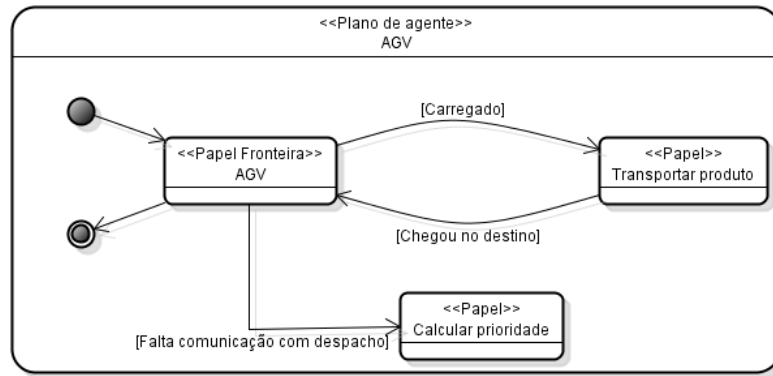 <<Plano de agente>>
AGV
[Carregado]
<<Papel Fronteira>>
AGV
<<Papel>>
Transportar produto
[Chegou no destino]
<<Papel>>
Calcular prioridade
[Falta comunicação com despacho]